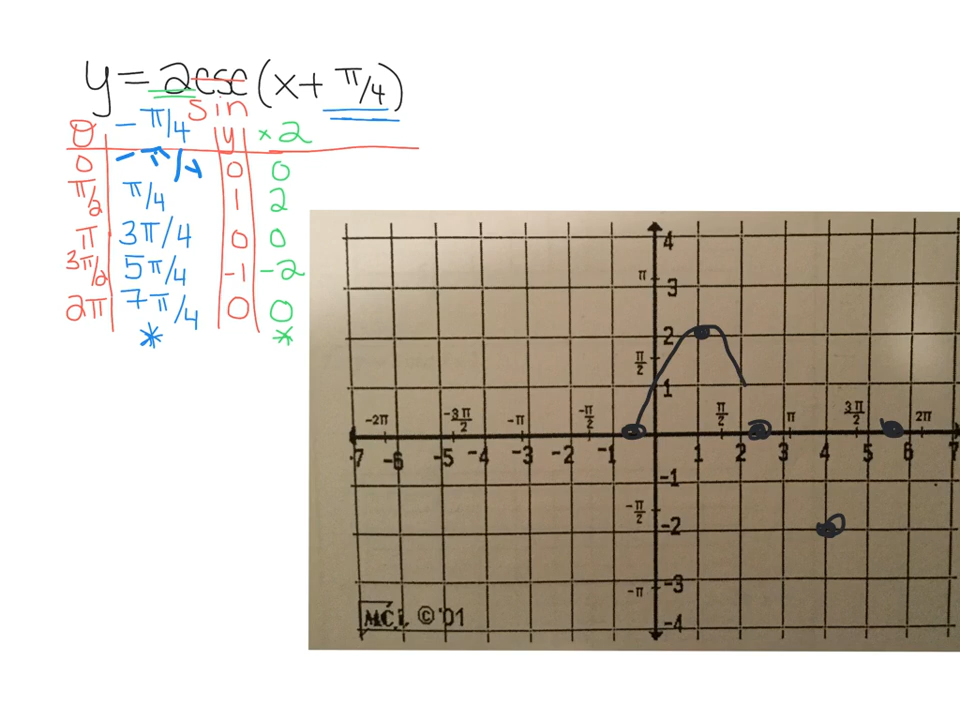 y = 2csc(x + π/4)
sin
θ -π/4 y ×2
0 -π/4 0 0
π/2 π/4 1 2
π 3π/4 0 0
3π/2 5π/4 -1 -2
2π 7π/4 0 0
* *
4
π
3
2
π/2
1
-2π -3π/2 -π -π/2 π/2 π 3π/2 2π
-7 -6 -5 -4 -3 -2 -1 1 2 3 4 5 6 7
-1
-π/2
-2
-π
-3
-4
MCL © '01